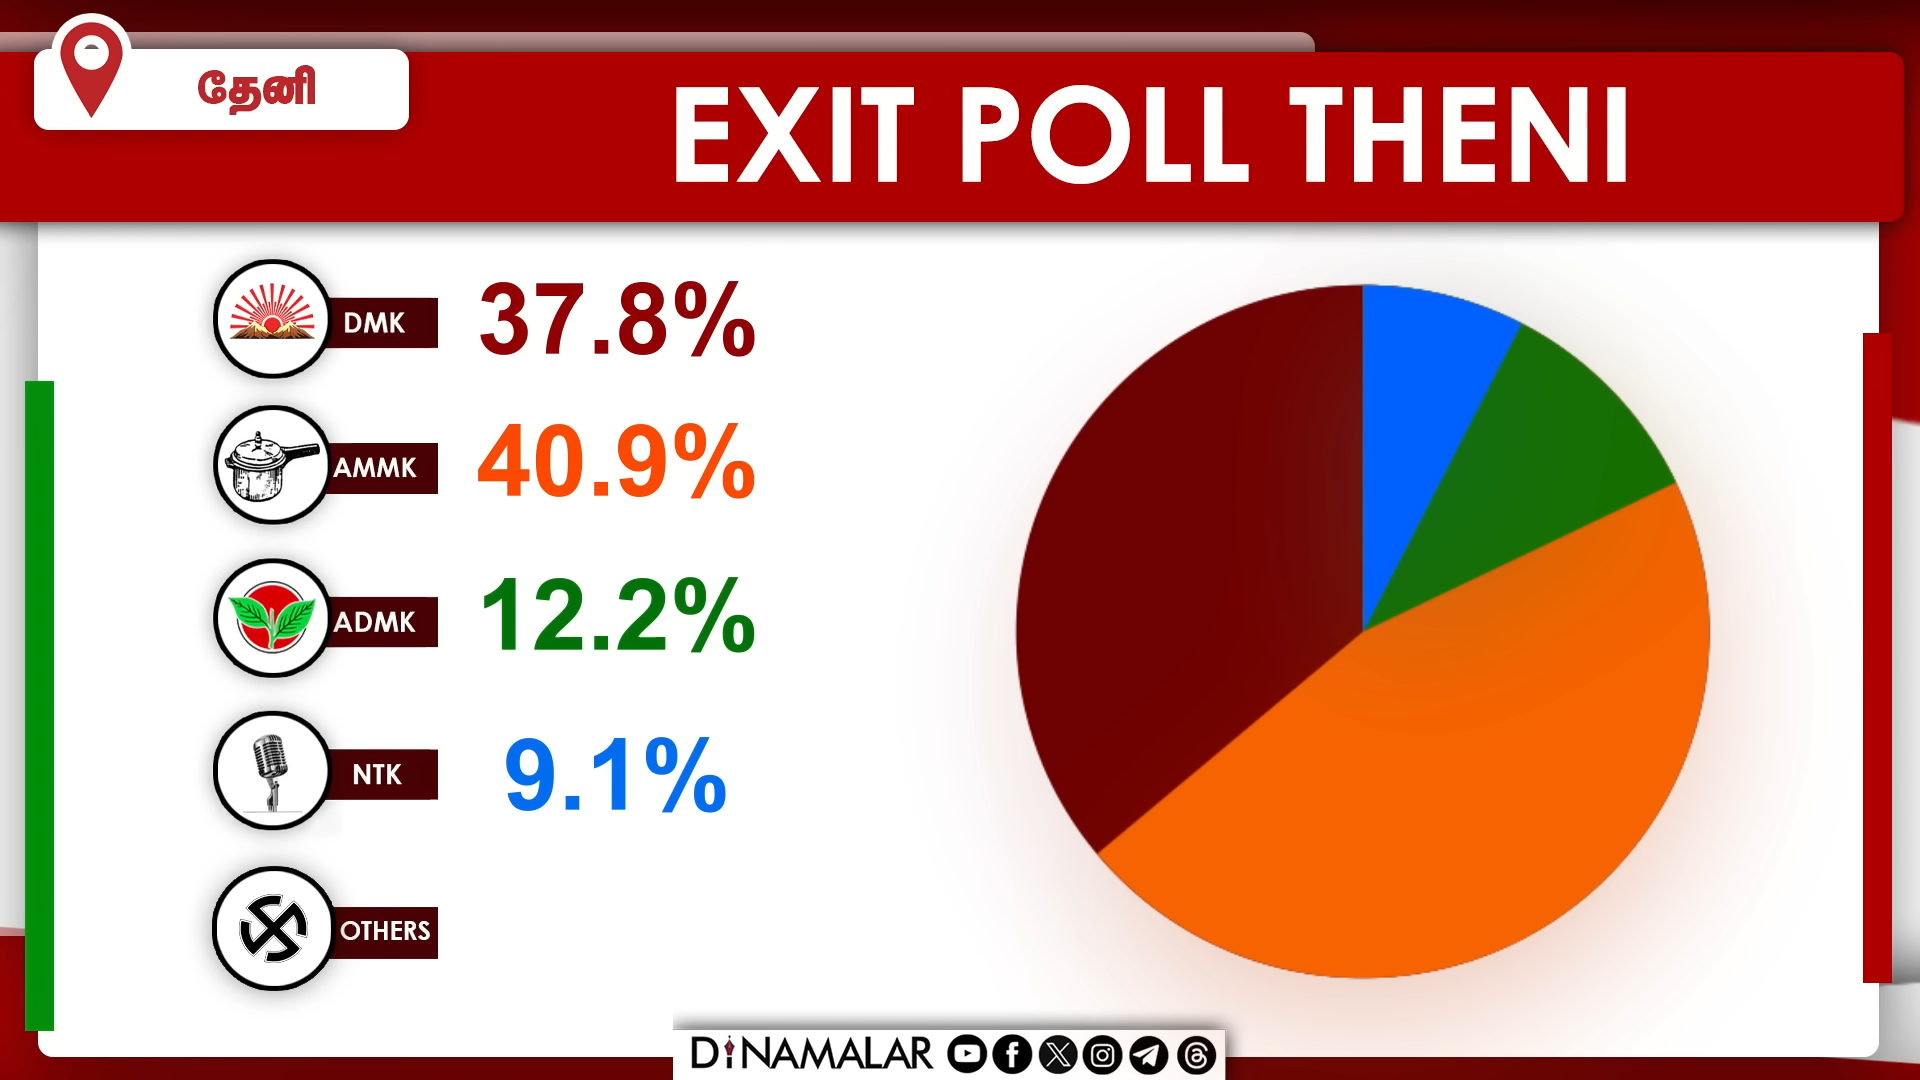 தேனி
EXIT POLL THENI
DMK 37.8%
AMMK 40.9%
ADMK 12.2%
NTK 9.1%
OTHERS
DINAMALAR